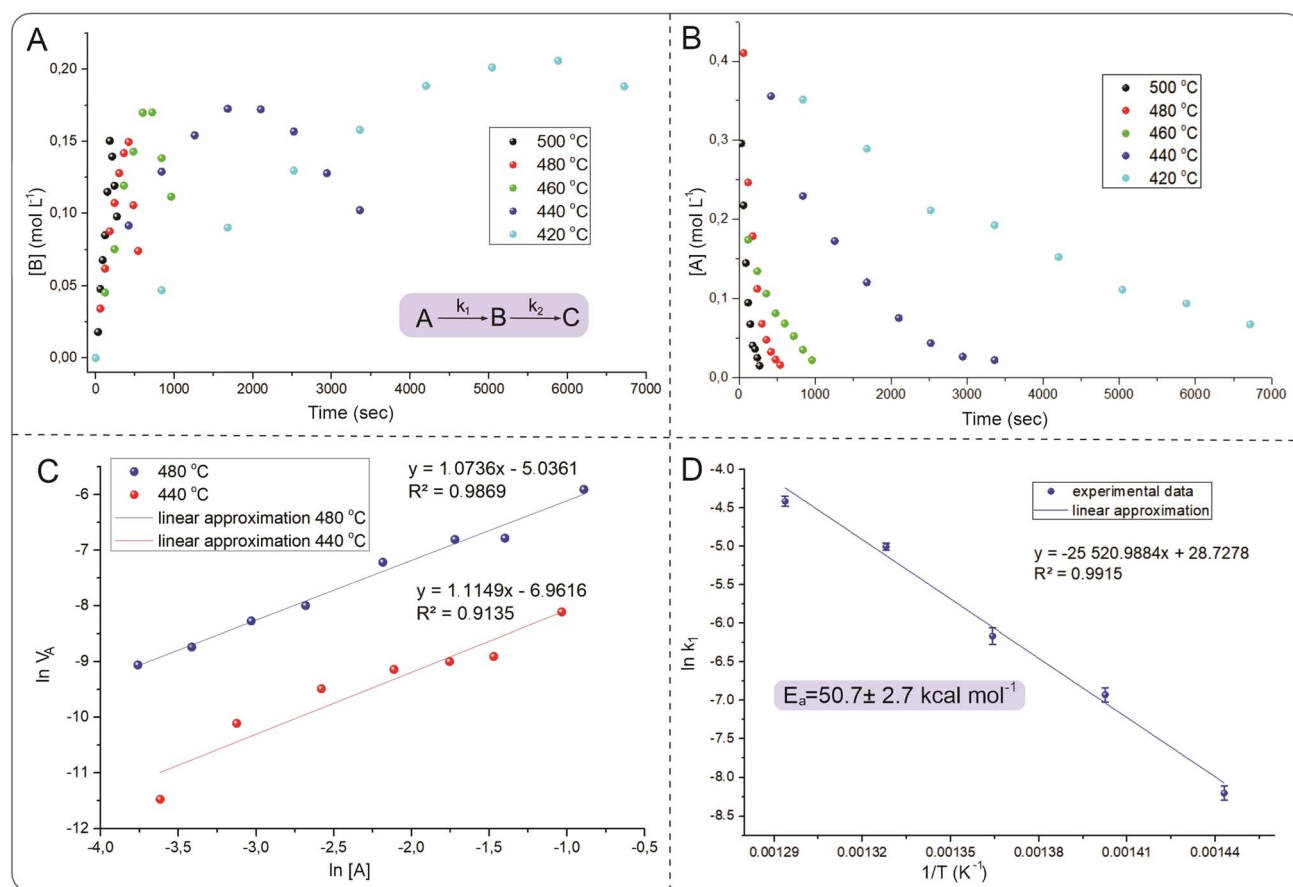 A
[B] (mol L-1)
0,20
0,15
0,10
0,05
0,00
0 1000 2000 3000 4000 5000 6000 7000
Time (sec)
500 °C
480 °C
460 °C
440 °C
420 °C
A k1 B k2 C
B
[A] (mol L-1)
0,4
0,3
0,2
0,1
0,0
0 1000 2000 3000 4000 5000 6000 7000
Time (sec)
500 °C
480 °C
460 °C
440 °C
420 °C
C
480 °C
440 °C
linear approximation 480 °C
linear approximation 440 °C
y = 1.0736x - 5.0361
R² = 0.9869
y = 1.1149x - 6.9616
R² = 0.9135
ln VA
-6
-7
-8
-9
-10
-11
-12
-4,0 -3,5 -3,0 -2,5 -2,0 -1,5 -1,0 -0,5
ln [A]
D
ln k1
-4.0
-4.5
-5.0
-5.5
-6.0
-6.5
-7.0
-7.5
-8.0
-8.5
experimental data
linear approximation
y = -25 520.9884x + 28.7278
R² = 0.9915
Ea=50.7± 2.7 kcal mol-1
0.00129 0.00132 0.00135 0.00138 0.00141 0.00144
1/T (K-1)